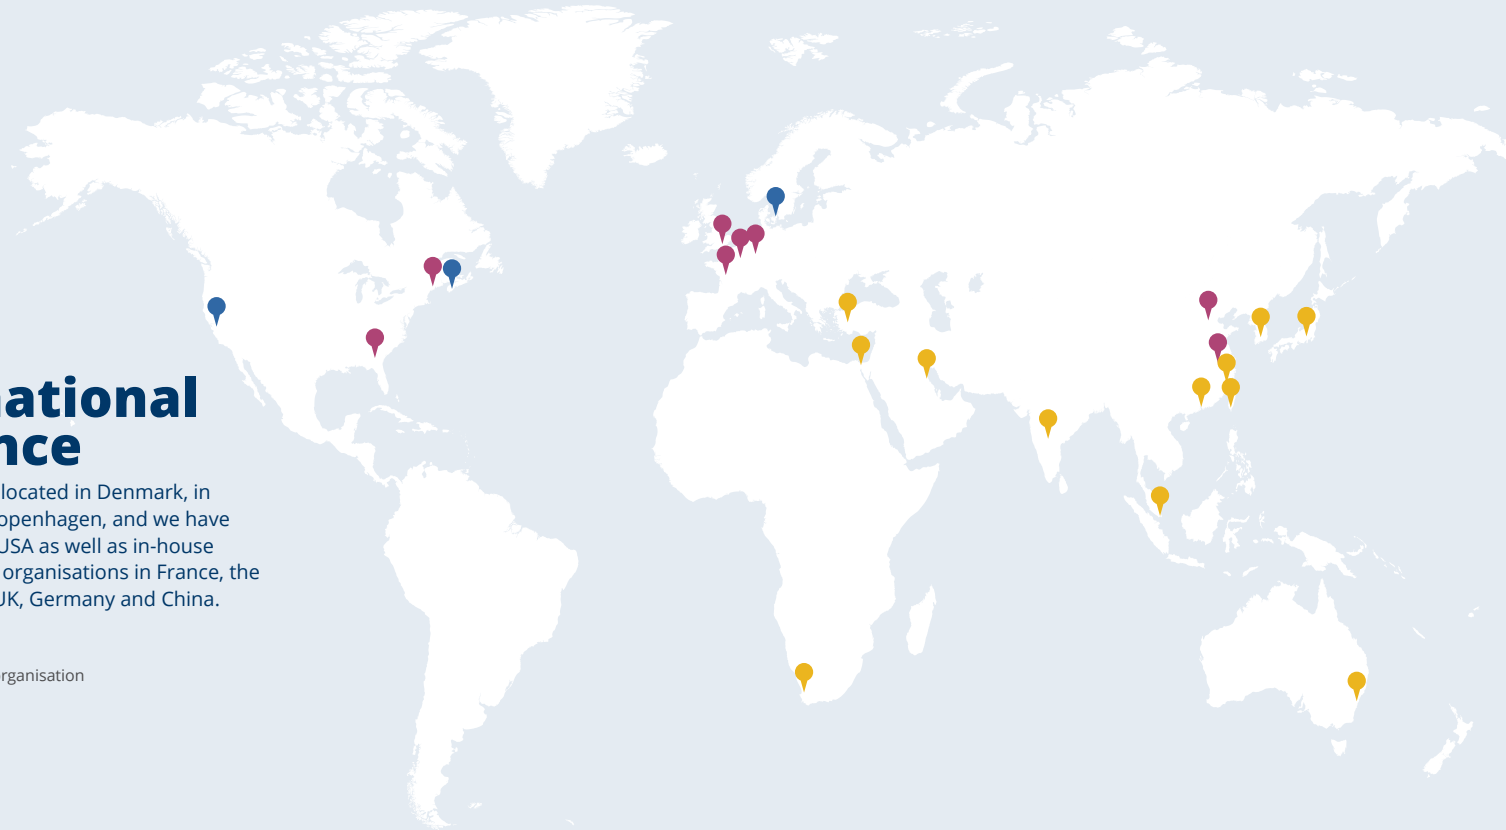 national
nce
located in Denmark, in
openhagen, and we have
USA as well as in-house
organisations in France, the
UK, Germany and China.
rganisation